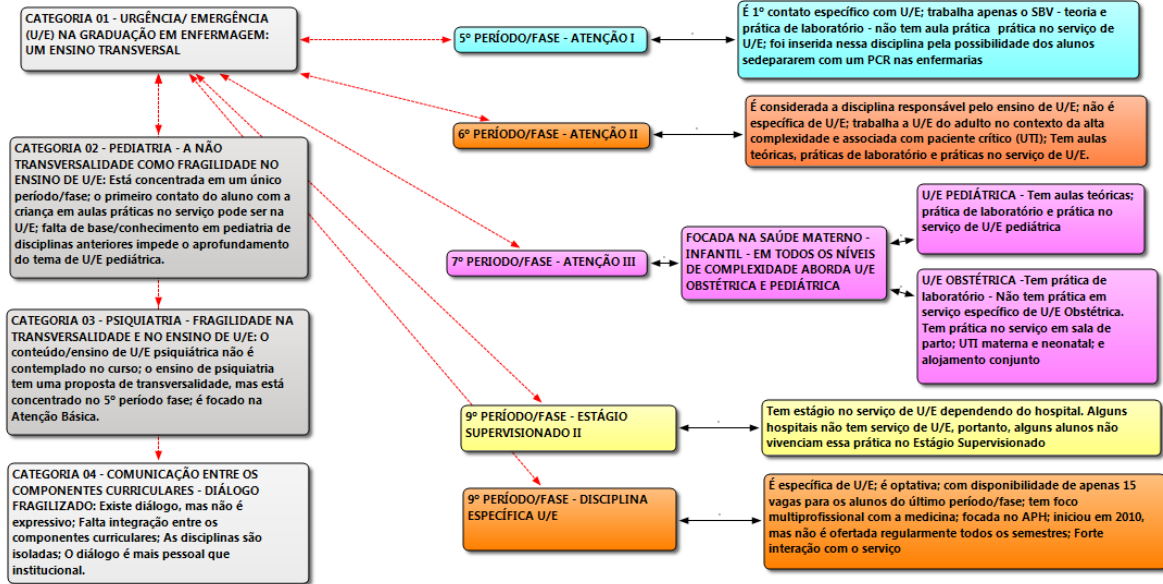 CATEGORIA 01 - URGÊNCIA/ EMERGÊNCIA
(U/E) NA GRADUAÇÃO EM ENFERMAGEM:
UM ENSINO TRANSVERSAL
5º PERÍODO/FASE - ATENÇÃO I
É 1º contato específico com U/E; trabalha apenas o SBV - teoria e
prática de laboratório - não tem aula prática prática no serviço de
U/E; foi inserida nessa disciplina pela possibilidade dos alunos
sedepararem com um PCR nas enfermarias
6º PERÍODO/FASE - ATENÇÃO II
É considerada a disciplina responsável pelo ensino de U/E; não é
específica de U/E; trabalha a U/E do adulto no contexto da alta
complexidade e associada com paciente crítico (UTI); Tem aulas
teóricas, práticas de laboratório e práticas no serviço de U/E.
CATEGORIA 02 - PEDIATRIA - A NÃO
TRANSVERSALIDADE COMO FRAGILIDADE NO
ENSINO DE U/E: Está concentrada em um único
período/fase; o primeiro contato do aluno com a
criança em aulas práticas no serviço pode ser na
U/E; falta de base/conhecimento em pediatria de
disciplinas anteriores impede o aprofundamento
do tema de U/E pediátrica.
7º PERIODO/FASE - ATENÇÃO III
FOCADA NA SAÚDE MATERNO -
INFANTIL - EM TODOS OS NÍVEIS
DE COMPLEXIDADE ABORDA U/E
OBSTÉTRICA E PEDIÁTRICA
U/E PEDIÁTRICA - Tem aulas teóricas;
prática de laboratório e prática no
serviço de U/E pediátrica
U/E OBSTÉTRICA -Tem prática de
laboratório - Não tem prática em
serviço específico de U/E Obstétrica.
Tem prática no serviço em sala de
parto; UTI materna e neonatal; e
alojamento conjunto
CATEGORIA 03 - PSIQUIATRIA - FRAGILIDADE NA
TRANSVERSALIDADE E NO ENSINO DE U/E: O
conteúdo/ensino de U/E psiquiátrica não é
contemplado no curso; o ensino de psiquiatria
tem uma proposta de transversalidade, mas está
concentrado no 5º período fase; é focado na
Atenção Básica.
9º PERÍODO/FASE - ESTÁGIO
SUPERVISIONADO II
Tem estágio no serviço de U/E dependendo do hospital. Alguns
hospitais não tem serviço de U/E, portanto, alguns alunos não
vivenciam essa prática no Estágio Supervisionado
CATEGORIA 04 - COMUNICAÇÃO ENTRE OS
COMPONENTES CURRICULARES - DIÁLOGO
FRAGILIZADO: Existe diálogo, mas não é
expressivo; Falta integração entre os
componentes curriculares; As disciplinas são
isoladas; O diálogo é mais pessoal que
institucional.
9º PERÍODO/FASE - DISCIPLINA
ESPECÍFICA U/E
É específica de U/E; é optativa; com disponibilidade de apenas 15
vagas para os alunos do último período/fase; tem foco
multiprofissional com a medicina; focada no APH; iniciou em 2010,
mas não é ofertada regularmente todos os semestres; Forte
interação com o serviço